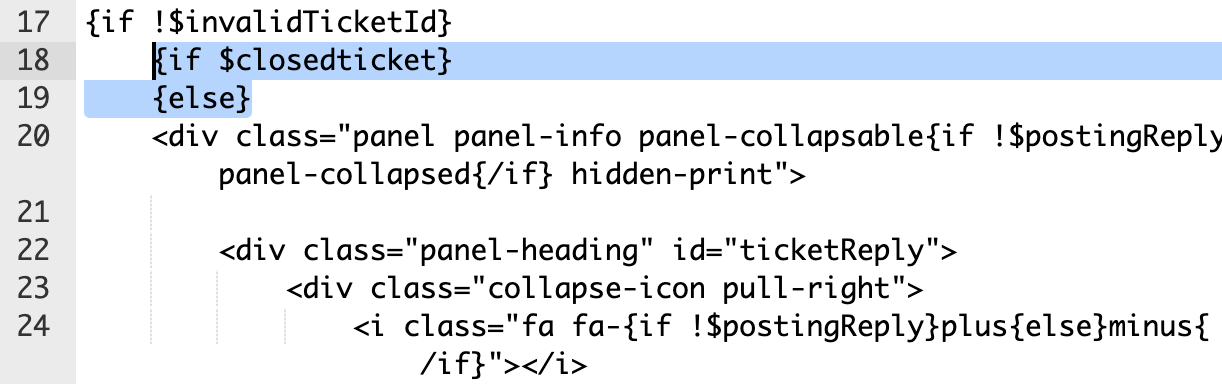 17 {if !$invalidTicketId}
18 {if $closedticket}
19 {else}
20 <div class="panel panel-info panel-collapsable{if !$postingReply
panel-collapsed{/if} hidden-print">
21
22 <div class="panel-heading" id="ticketReply">
23 <div class="collapse-icon pull-right">
24 <i class="fa fa-{if !$postingReply}plus{else}minus{
/if}"></i>